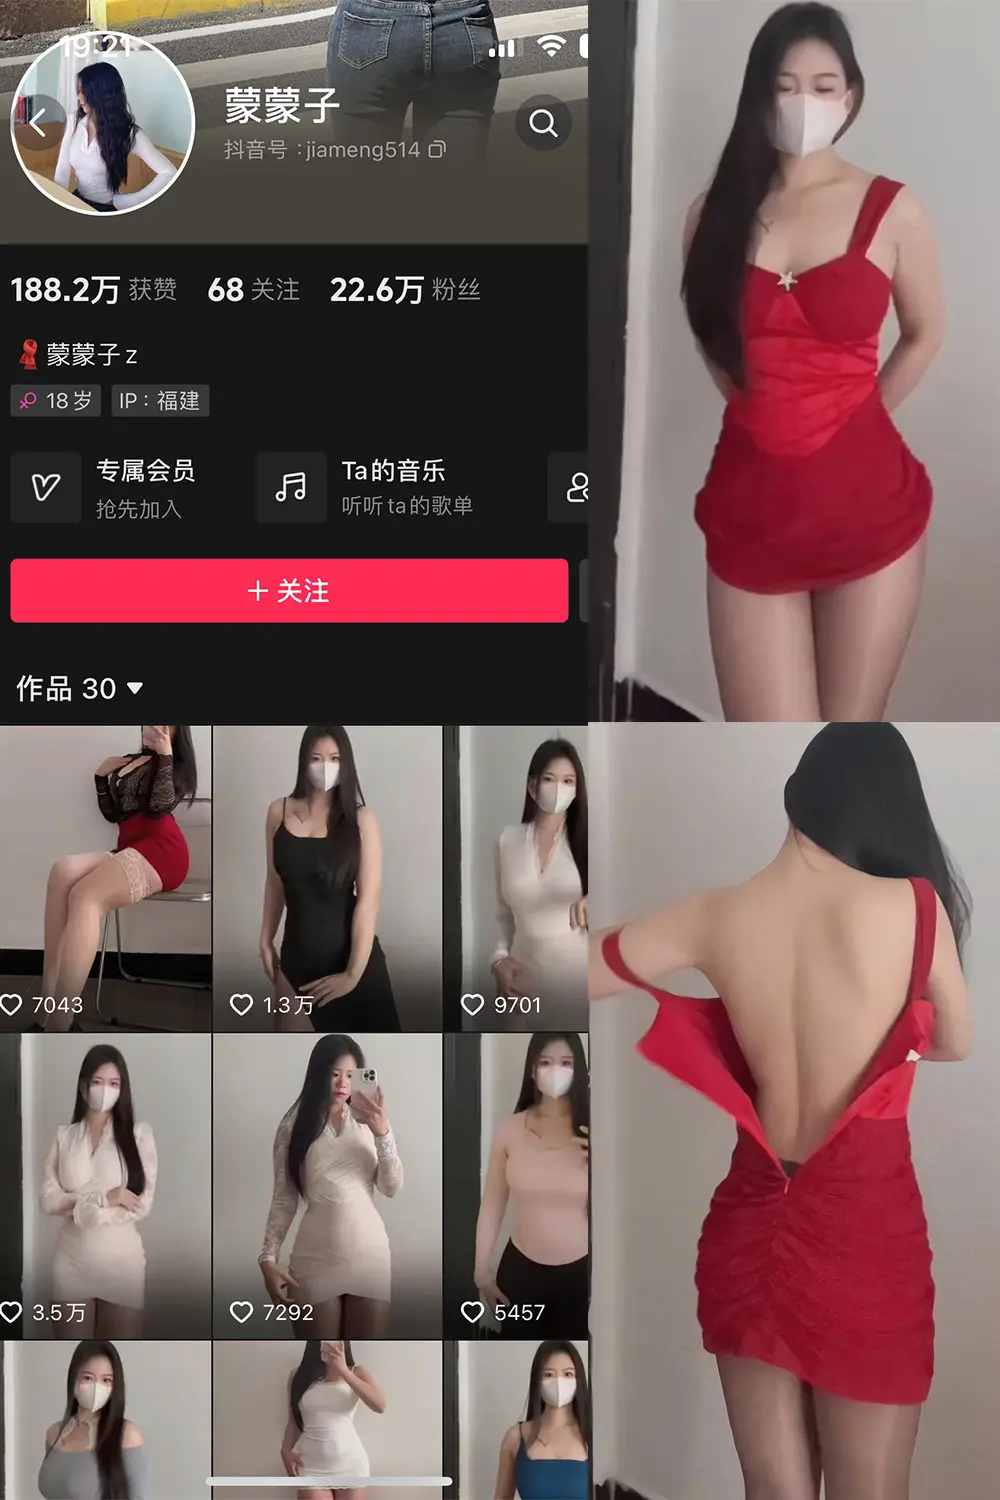 19:21
蒙蒙子
抖音号：jiameng514
188.2万 获赞 68 关注 22.6万 粉丝
蒙蒙子z
18岁 IP：福建
专属会员
抢先加入
Ta的音乐
听听ta的歌单
+ 关注
作品 30
7043
1.3万
9701
3.5万
7292
5457